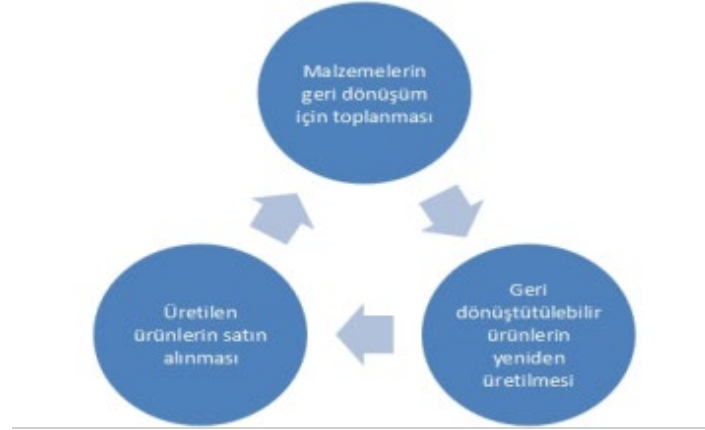 Malzemelerin
geri dönüşüm
için toplanması
Geri
dönüştütülebilir
ürünlerin
yeniden
üretilmesi
Üretilen
ürünlerin satın
alınması